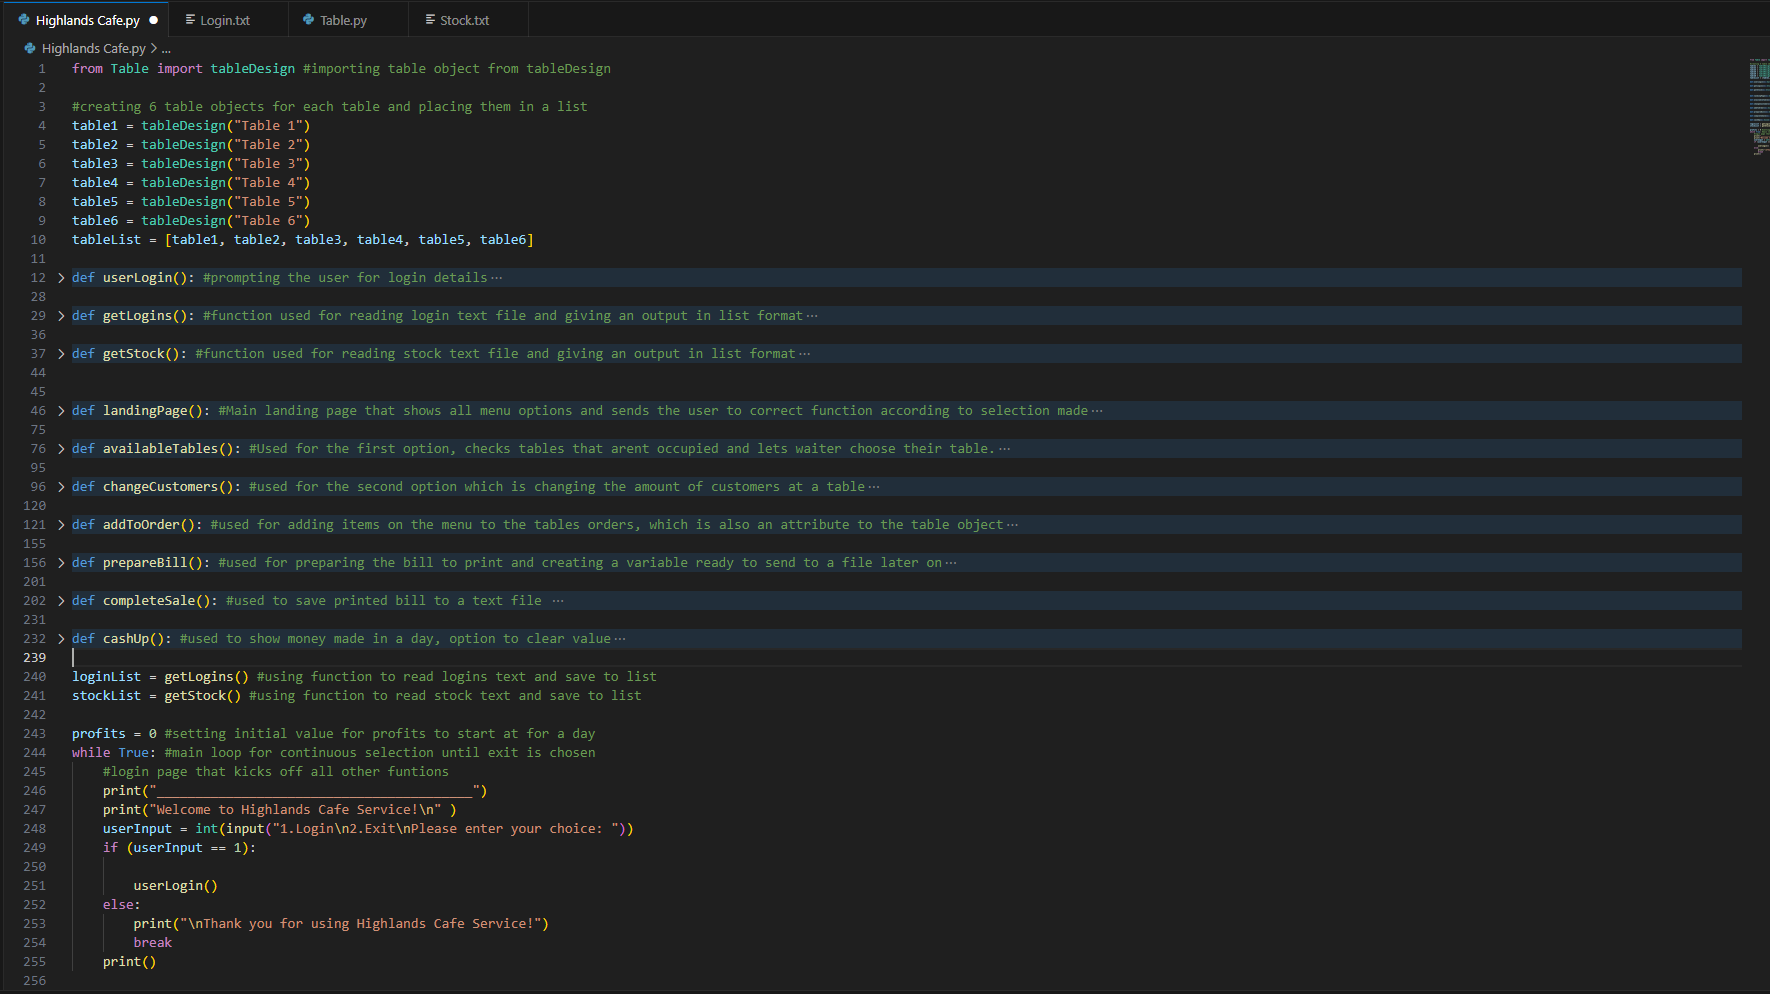 Highlands Cafe.py ● Login.txt Table.py Stock.txt
Highlands Cafe.py > ...
1 from Table import tableDesign #importing table object from tableDesign
2
3 #creating 6 table objects for each table and placing them in a list
4 table1 = tableDesign("Table 1")
5 table2 = tableDesign("Table 2")
6 table3 = tableDesign("Table 3")
7 table4 = tableDesign("Table 4")
8 table5 = tableDesign("Table 5")
9 table6 = tableDesign("Table 6")
10 tableList = [table1, table2, table3, table4, table5, table6]
11
12 > def userLogin(): #prompting the user for login details ...
28
29 > def getLogins(): #function used for reading login text file and giving an output in list format ...
36
37 > def getStock(): #function used for reading stock text file and giving an output in list format ...
44
45
46 > def landingPage(): #Main landing page that shows all menu options and sends the user to correct function according to selection made ...
75
76 > def availableTables(): #Used for the first option, checks tables that arent occupied and lets waiter choose their table. ...
95
96 > def changeCustomers(): #used for the second option which is changing the amount of customers at a table ...
120
121 > def addToOrder(): #used for adding items on the menu to the tables orders, which is also an attribute to the table object ...
155
156 > def prepareBill(): #used for preparing the bill to print and creating a variable ready to send to a file later on ...
201
202 > def completeSale(): #used to save printed bill to a text file ...
231
232 > def cashUp(): #used to show money made in a day, option to clear value ...
239
240 loginList = getLogins() #using function to read logins text and save to list
241 stockList = getStock() #using function to read stock text and save to list
242
243 profits = 0 #setting initial value for profits to start at for a day
244 while True: #main loop for continuous selection until exit is chosen
245 #login page that kicks off all other funtions
246 print("_________________________________________")
247 print("Welcome to Highlands Cafe Service!\n" )
248 userInput = int(input("1.Login\n2.Exit\nPlease enter your choice: "))
249 if (userInput == 1):
250
251 userLogin()
252 else:
253 print("\nThank you for using Highlands Cafe Service!")
254 break
255 print()
256